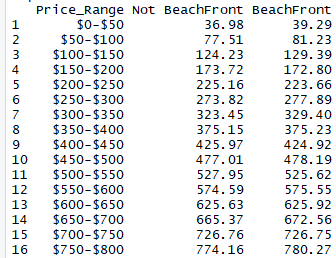 Price_Range Not BeachFront BeachFront
1 $0-$50 36.98 39.29
2 $50-$100 77.51 81.23
3 $100-$150 124.23 129.39
4 $150-$200 173.72 172.80
5 $200-$250 225.16 223.66
6 $250-$300 273.82 277.89
7 $300-$350 323.45 329.40
8 $350-$400 375.15 375.23
9 $400-$450 425.97 424.92
10 $450-$500 477.01 478.19
11 $500-$550 527.95 525.62
12 $550-$600 574.59 575.55
13 $600-$650 625.63 625.92
14 $650-$700 665.37 672.56
15 $700-$750 726.76 726.75
16 $750-$800 774.16 780.27